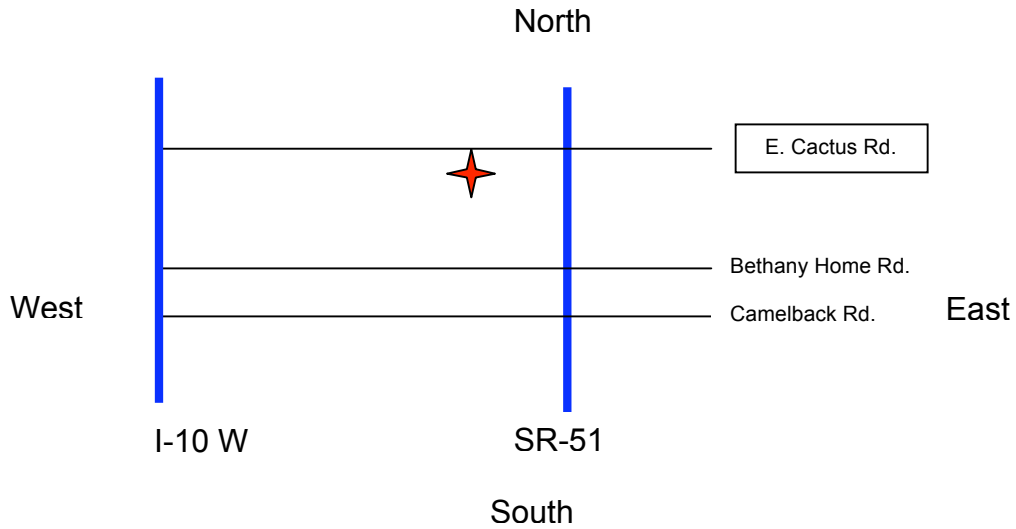 North
E. Cactus Rd.
Bethany Home Rd.
West
Camelback Rd.
East
I-10 W
SR-51
South